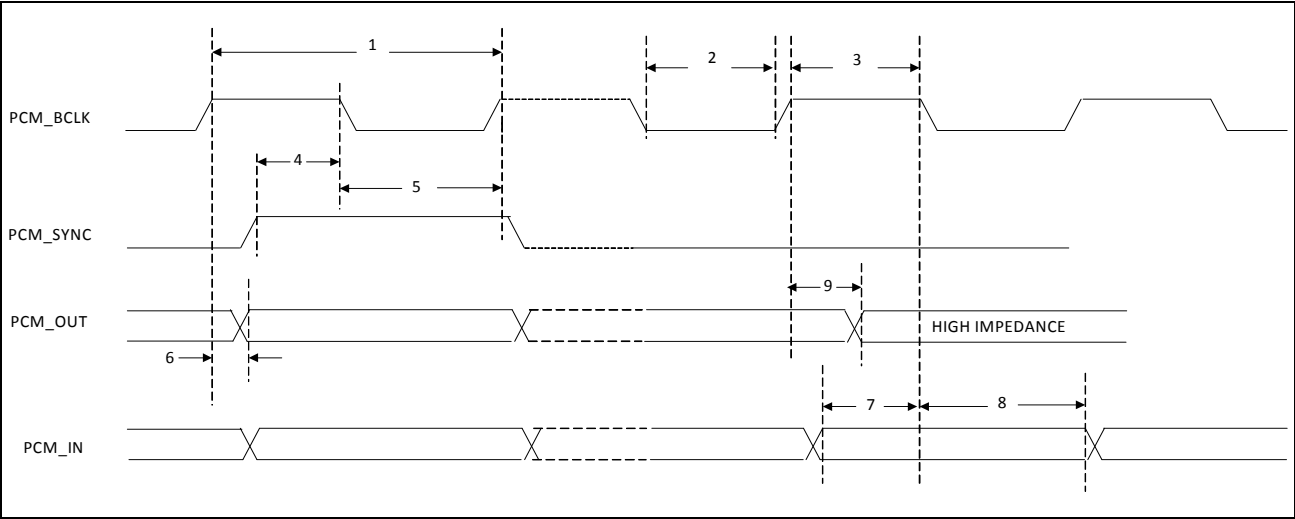 1
2
3
PCM_BCLK
4
5
PCM_SYNC
9
PCM_OUT
HIGH IMPEDANCE
6
7
8
PCM_IN